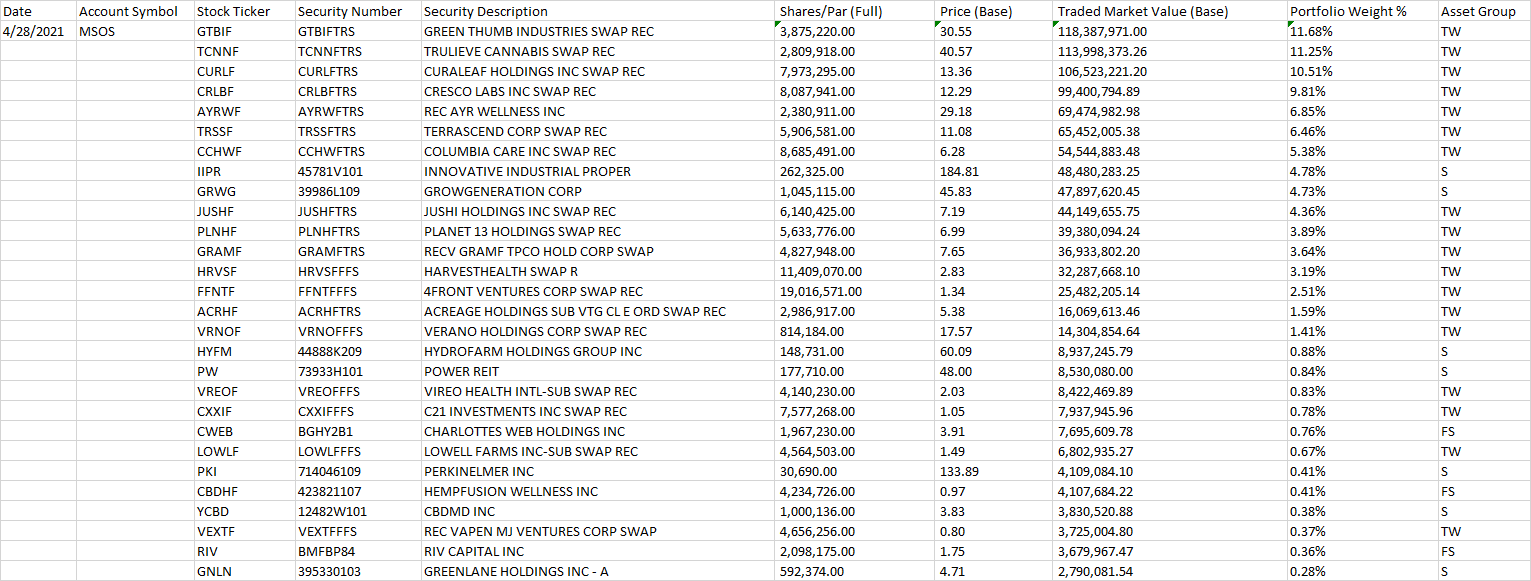 Date Account Symbol Stock Ticker Security Number Security Description Shares/Par (Full) Price (Base) Traded Market Value (Base) Portfolio Weight % Asset Group
4/28/2021 MSOS GTBIF GTBIFTRS GREEN THUMB INDUSTRIES SWAP REC 3,875,220.00 30.55 118,387,971.00 11.68% TW
TCNNF TCNNFTRS TRULIEVE CANNABIS SWAP REC 2,809,918.00 40.57 113,998,373.26 11.25% TW
CURLF CURLFTRS CURALEAF HOLDINGS INC SWAP REC 7,973,295.00 13.36 106,523,221.20 10.51% TW
CRLBF CRLBFTRS CRESCO LABS INC SWAP REC 8,087,941.00 12.29 99,400,794.89 9.81% TW
AYRWF AYRWFTRS REC AYR WELLNESS INC 2,380,911.00 29.18 69,474,982.98 6.85% TW
TRSSF TRSSFTRS TERRASCEND CORP SWAP REC 5,906,581.00 11.08 65,452,005.38 6.46% TW
CCHWF CCHWFTRS COLUMBIA CARE INC SWAP REC 8,685,491.00 6.28 54,544,883.48 5.38% TW
IIPR 45781V101 INNOVATIVE INDUSTRIAL PROPER 262,325.00 184.81 48,480,283.25 4.78% S
GRWG 39986L109 GROWGENERATION CORP 1,045,115.00 45.83 47,897,620.45 4.73% S
JUSHF JUSHFTRS JUSHI HOLDINGS INC SWAP REC 6,140,425.00 7.19 44,149,655.75 4.36% TW
PLNHF PLNHFTRS PLANET 13 HOLDINGS SWAP REC 5,633,776.00 6.99 39,380,094.24 3.89% TW
GRAMF GRAMFTRS RECV GRAMF TPCO HOLD CORP SWAP 4,827,948.00 7.65 36,933,802.20 3.64% TW
HRVSF HRVSFFFS HARVESTHEALTH SWAP R 11,409,070.00 2.83 32,287,668.10 3.19% TW
FFNTF FFNTFFFS 4FRONT VENTURES CORP SWAP REC 19,016,571.00 1.34 25,482,205.14 2.51% TW
ACRHF ACRHFTRS ACREAGE HOLDINGS SUB VTG CL E ORD SWAP REC 2,986,917.00 5.38 16,069,613.46 1.59% TW
VRNOF VRNOFFFS VERANO HOLDINGS CORP SWAP REC 814,184.00 17.57 14,304,854.64 1.41% TW
HYFM 44888K209 HYDROFARM HOLDINGS GROUP INC 148,731.00 60.09 8,937,245.79 0.88% S
PW 73933H101 POWER REIT 177,710.00 48.00 8,530,080.00 0.84% S
VREOF VREOFFFS VIREO HEALTH INTL-SUB SWAP REC 4,140,230.00 2.03 8,422,469.89 0.83% TW
CXXIF CXXIFFFS C21 INVESTMENTS INC SWAP REC 7,577,268.00 1.05 7,937,945.96 0.78% TW
CWEB BGHY2B1 CHARLOTTES WEB HOLDINGS INC 1,967,230.00 3.91 7,695,609.78 0.76% FS
LOWLF LOWLFFFS LOWELL FARMS INC-SUB SWAP REC 4,564,503.00 1.49 6,802,935.27 0.67% TW
PKI 714046109 PERKINELMER INC 30,690.00 133.89 4,109,084.10 0.41% S
CBDHF 423821107 HEMPFUSION WELLNESS INC 4,234,726.00 0.97 4,107,684.22 0.41% FS
YCBD 12482W101 CBDMD INC 1,000,136.00 3.83 3,830,520.88 0.38% S
VEXTF VEXTFFFS REC VAPEN MJ VENTURES CORP SWAP 4,656,256.00 0.80 3,725,004.80 0.37% TW
RIV BMFBP84 RIV CAPITAL INC 2,098,175.00 1.75 3,679,967.47 0.36% FS
GNLN 395330103 GREENLANE HOLDINGS INC - A 592,374.00 4.71 2,790,081.54 0.28% S